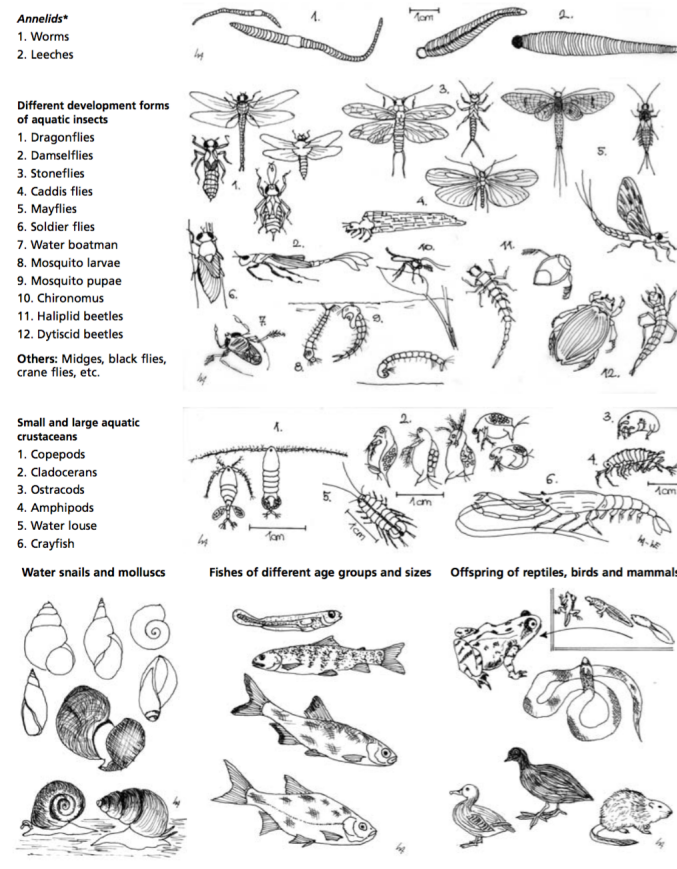 Annelids*
1. Worms
2. Leeches
1.
1cm
2.
Different development forms
of aquatic insects
1. Dragonflies
2. Damselflies
3. Stoneflies
4. Caddis flies
5. Mayflies
6. Soldier flies
7. Water boatman
8. Mosquito larvae
9. Mosquito pupae
10. Chironomus
11. Haliplid beetles
12. Dytiscid beetles
Others: Midges, black flies,
crane flies, etc.
3.
5.
1.
4.
2.
10.
11.
6.
7.
8.
9.
12.
Small and large aquatic
crustaceans
1. Copepods
2. Cladocerans
3. Ostracods
4. Amphipods
5. Water louse
6. Crayfish
1.
2.
3.
4.
5.
6.
1cm
1cm
1cm
1cm
Water snails and molluscs
Fishes of different age groups and sizes
Offspring of reptiles, birds and mammals